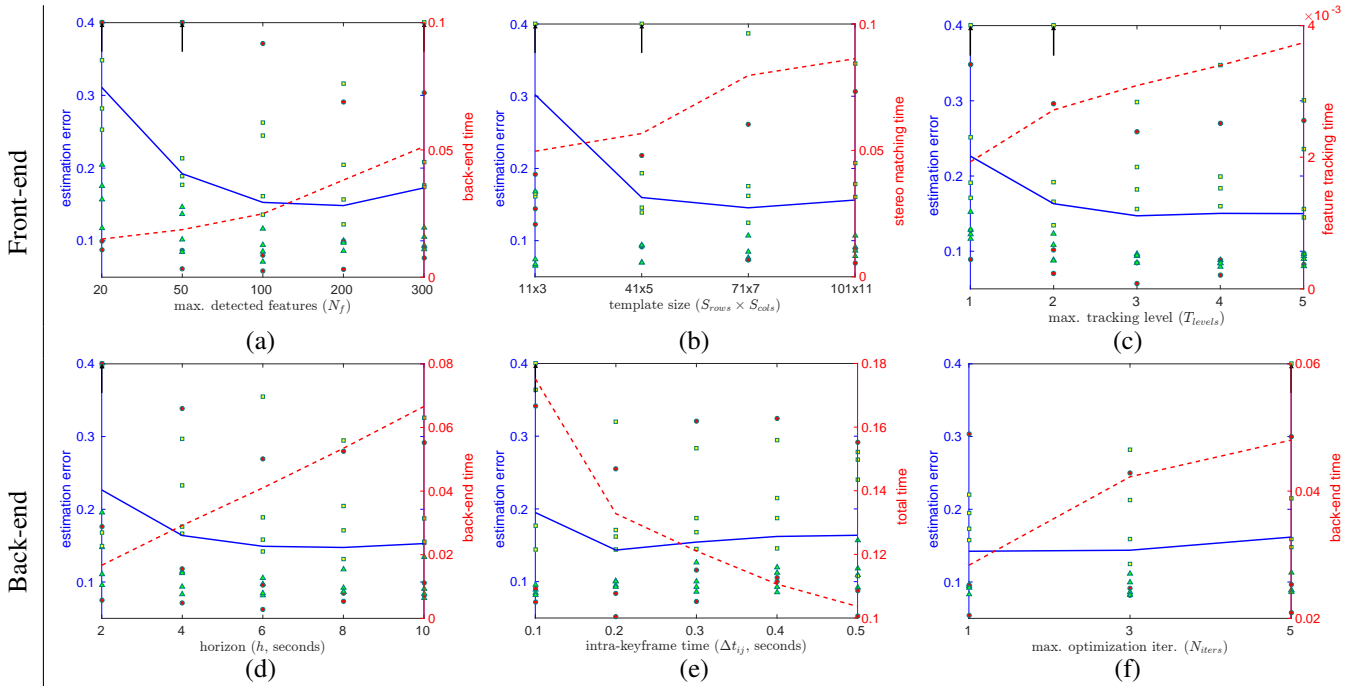 Front-end
0.4
0.3
0.2
0.1
estimation error
20 50 100 200 300
max. detected features (N_f)
0.1
0.05
0
back-end time
(a)
0.4
0.3
0.2
0.1
estimation error
11x3 41x5 71x7 101x11
template size (S_rows × S_cols)
0.1
0.05
0
stereo matching time
(b)
0.4
0.3
0.2
0.1
estimation error
1 2 3 4 5
max. tracking level (T_levels)
×10^-3
4
2
0
feature tracking time
(c)
Back-end
0.4
0.3
0.2
0.1
estimation error
2 4 6 8 10
horizon (h, seconds)
0.08
0.06
0.04
0.02
0
back-end time
(d)
0.4
0.3
0.2
0.1
estimation error
0.1 0.2 0.3 0.4 0.5
intra-keyframe time (Δt_ij, seconds)
0.18
0.16
0.14
0.12
0.1
total time
(e)
0.4
0.3
0.2
0.1
estimation error
1 3 5
max. optimization iter. (N_iters)
0.06
0.04
0.02
back-end time
(f)